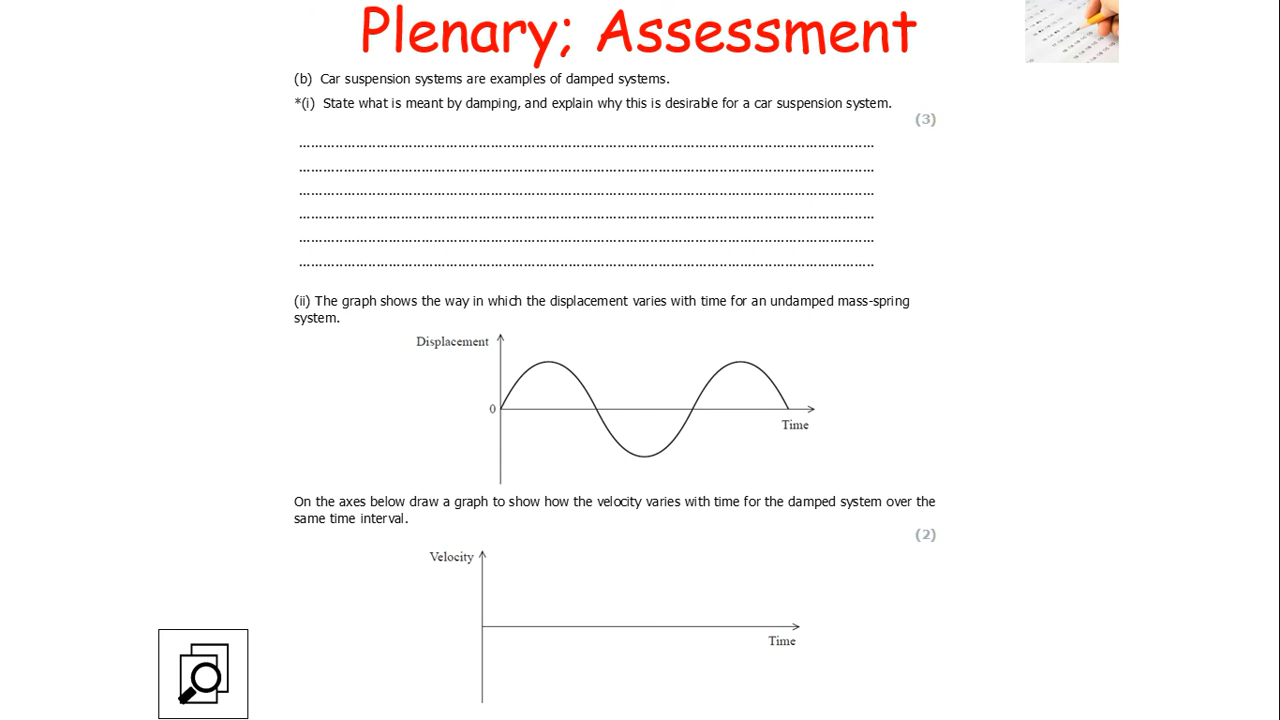 Plenary; Assessment
(b) Car suspension systems are examples of damped systems.
*(i) State what is meant by damping, and explain why this is desirable for a car suspension system.
(3)
(ii) The graph shows the way in which the displacement varies with time for an undamped mass-spring
system.
Displacement
0
Time
On the axes below draw a graph to show how the velocity varies with time for the damped system over the
same time interval.
(2)
Velocity
Time